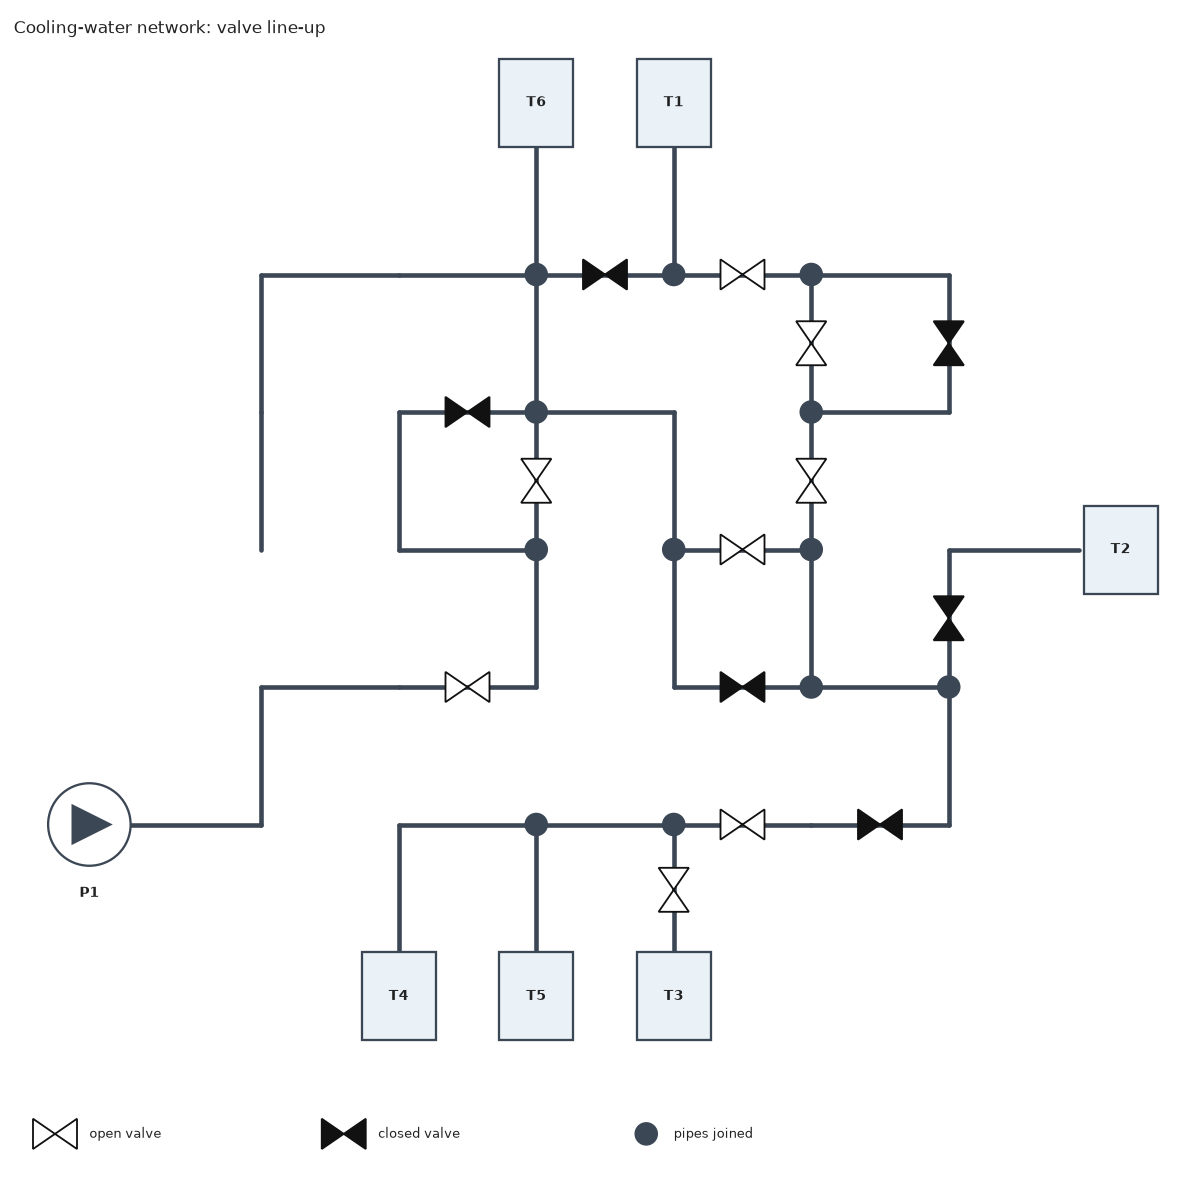 Cooling-water network: valve line-up
T6
T1
T2
P1
T4
T5
T3
open valve
closed valve
pipes joined